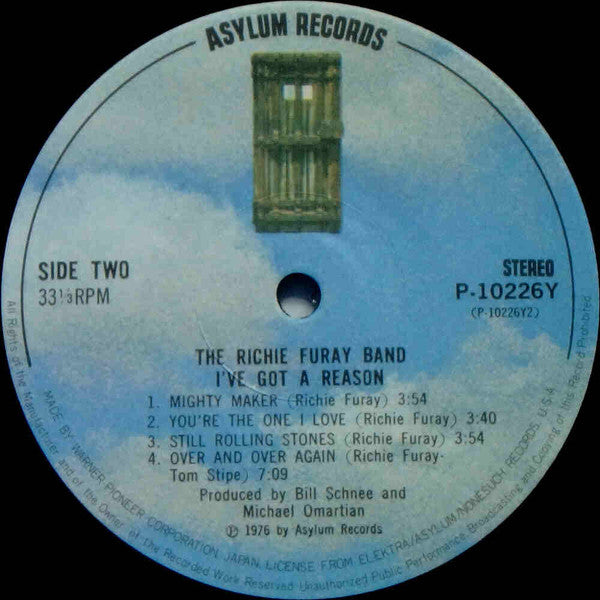 ASYLUM RECORDS
SIDE TWO
33⅓RPM
STEREO
P-10226Y
(P-10226Y2)
THE RICHIE FURAY BAND
I'VE GOT A REASON
1. MIGHTY MAKER (Richie Furay) 3:54
2. YOU'RE THE ONE I LOVE (Richie Furay) 3:40
3. STILL ROLLING STONES (Richie Furay) 3:54
4. OVER AND OVER AGAIN (Richie Furay-
Tom Stipe) 7:09
Produced by Bill Schnee and
Michael Omartian
Ⓟ 1976 by Asylum Records
MADE BY WARNER PIONEER CORPORATION, JAPAN, LICENSE FROM ELEKTRA/ASYLUM/NONESUCH RECORDS, U.S.A.
All Rights of the Manufacturer and of the Owner of the Recorded Work Reserved Unauthorized Public Performance, Broadcasting and Copying of this Record Prohibited.